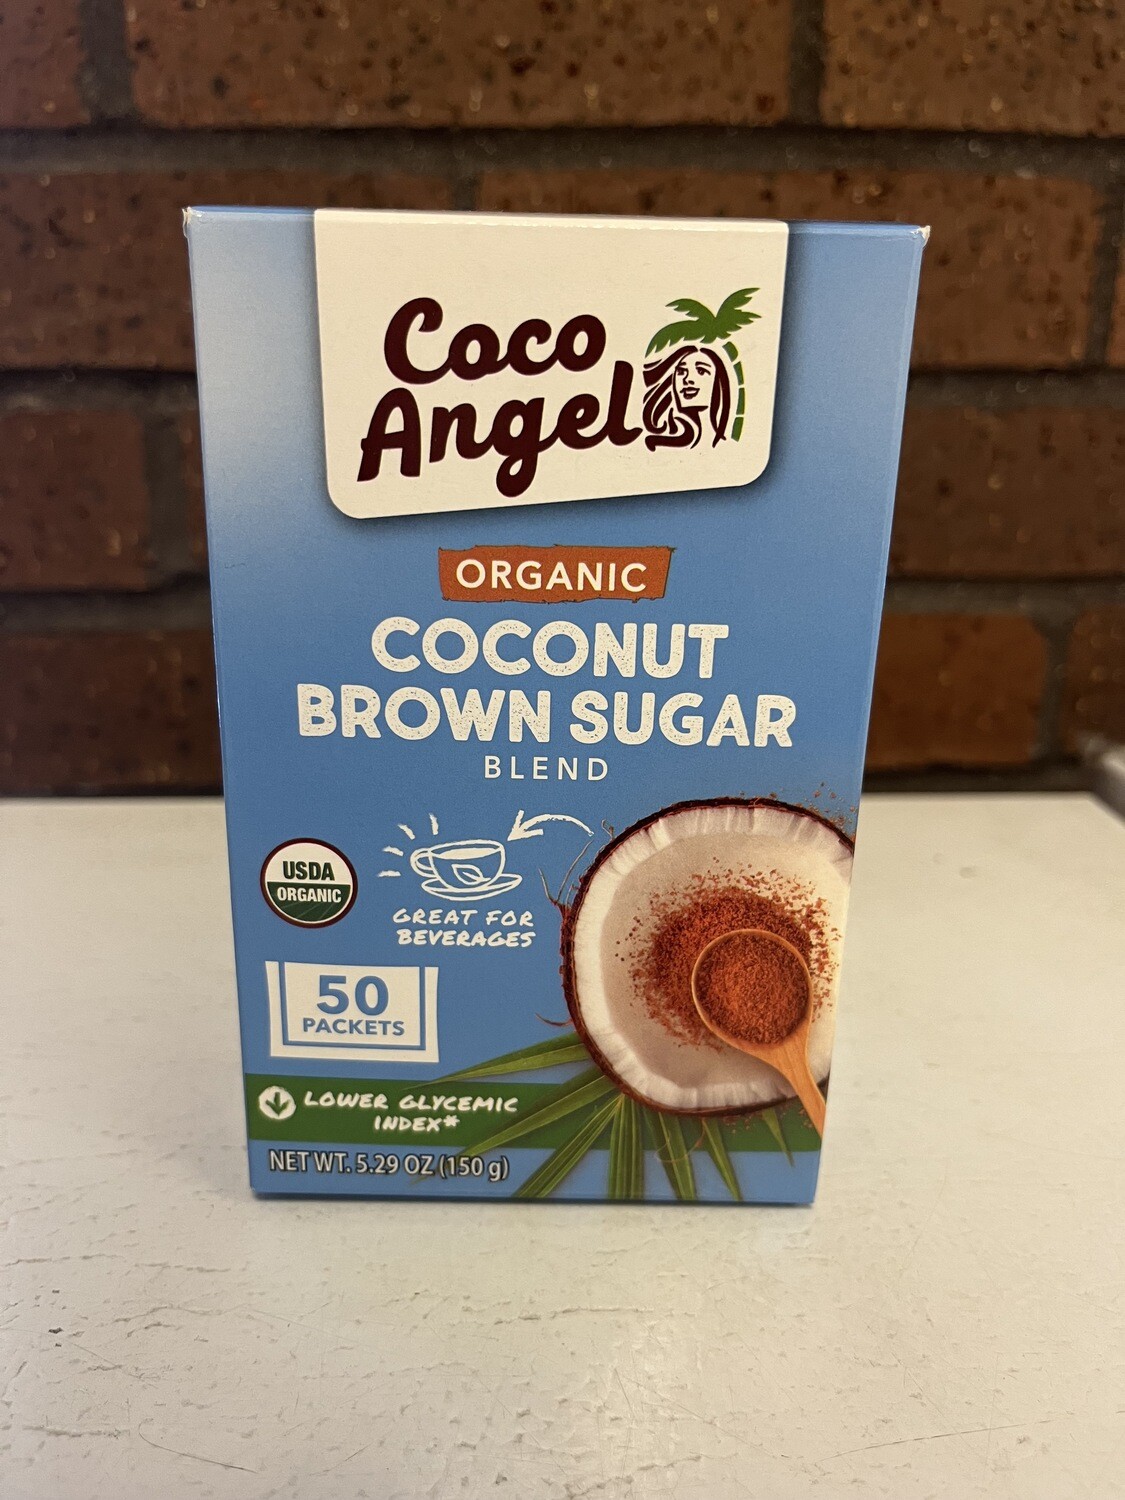 Coco
Angel
ORGANIC
COCONUT
BROWN SUGAR
BLEND
USDA
ORGANIC
GREAT FOR
BEVERAGES
50
PACKETS
LOWER GLYCEMIC
INDEX*
NET WT. 5.29 OZ (150 g)